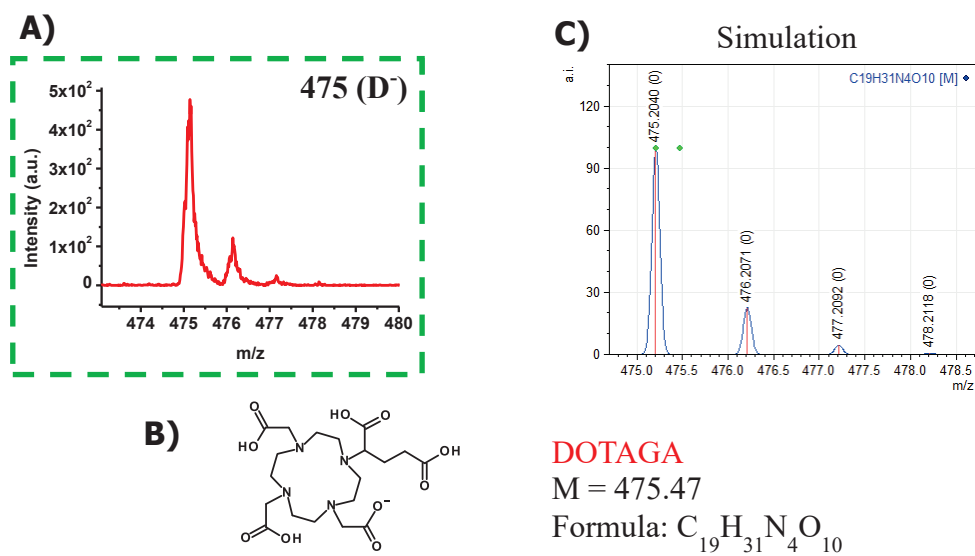 A)
475 (D⁻)
5x10²
4x10²
3x10²
2x10²
1x10²
0
Intensity (a.u.)
474 475 476 477 478 479 480
m/z
C)
Simulation
a.i.
C19H31N4O10 [M]
120
90
60
30
0
475.2040 (0)
476.2071 (0)
477.2092 (0)
478.2118 (0)
475.0 475.5 476.0 476.5 477.0 477.5 478.0 478.5
m/z
B)
O
OH
N
N
N
N
HO
O
OH
O
O
OH
O⁻
O
DOTAGA
M = 475.47
Formula: C₁₉H₃₁N₄O₁₀